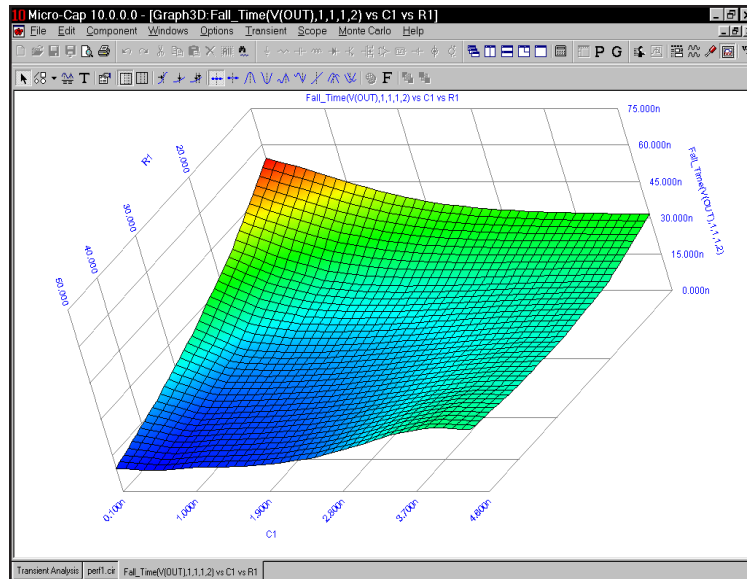 Micro-Cap 10.0.0.0 - [Graph3D:Fall_Time(V(OUT),1,1,1,2) vs C1 vs R1]
File Edit Component Windows Options Transient Scope Monte Carlo Help
T P G
F
Fall_Time(V(OUT),1,1,1,2) vs C1 vs R1
75.000n
60.000n
45.000n
30.000n
15.000n
0.000n
Fall_Time(V(OUT),1,1,1,2)
R1
20.000
30.000
40.000
50.000
0.100n
1.000n
1.900n
2.800n
3.700n
4.600n
C1
Transient Analysis perf1.cir Fall_Time(V(OUT),1,1,1,2) vs C1 vs R1